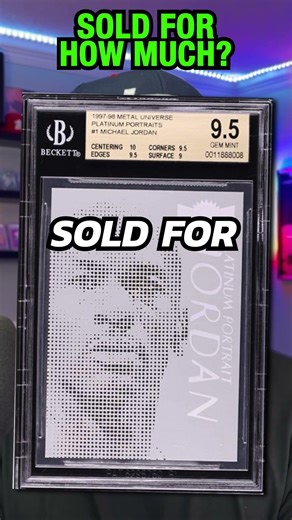 SOLD FOR
HOW MUCH?
1997-98 METAL UNIVERSE
PLATINUM PORTRAITS
#1 MICHAEL JORDAN
CENTERING 10 CORNERS 9.5
EDGES 9.5 SURFACE 9
9.5
GEM MINT
0011888008
B
BECKETT
SOLD FOR
PLATINUM PORTRAIT
JORDAN